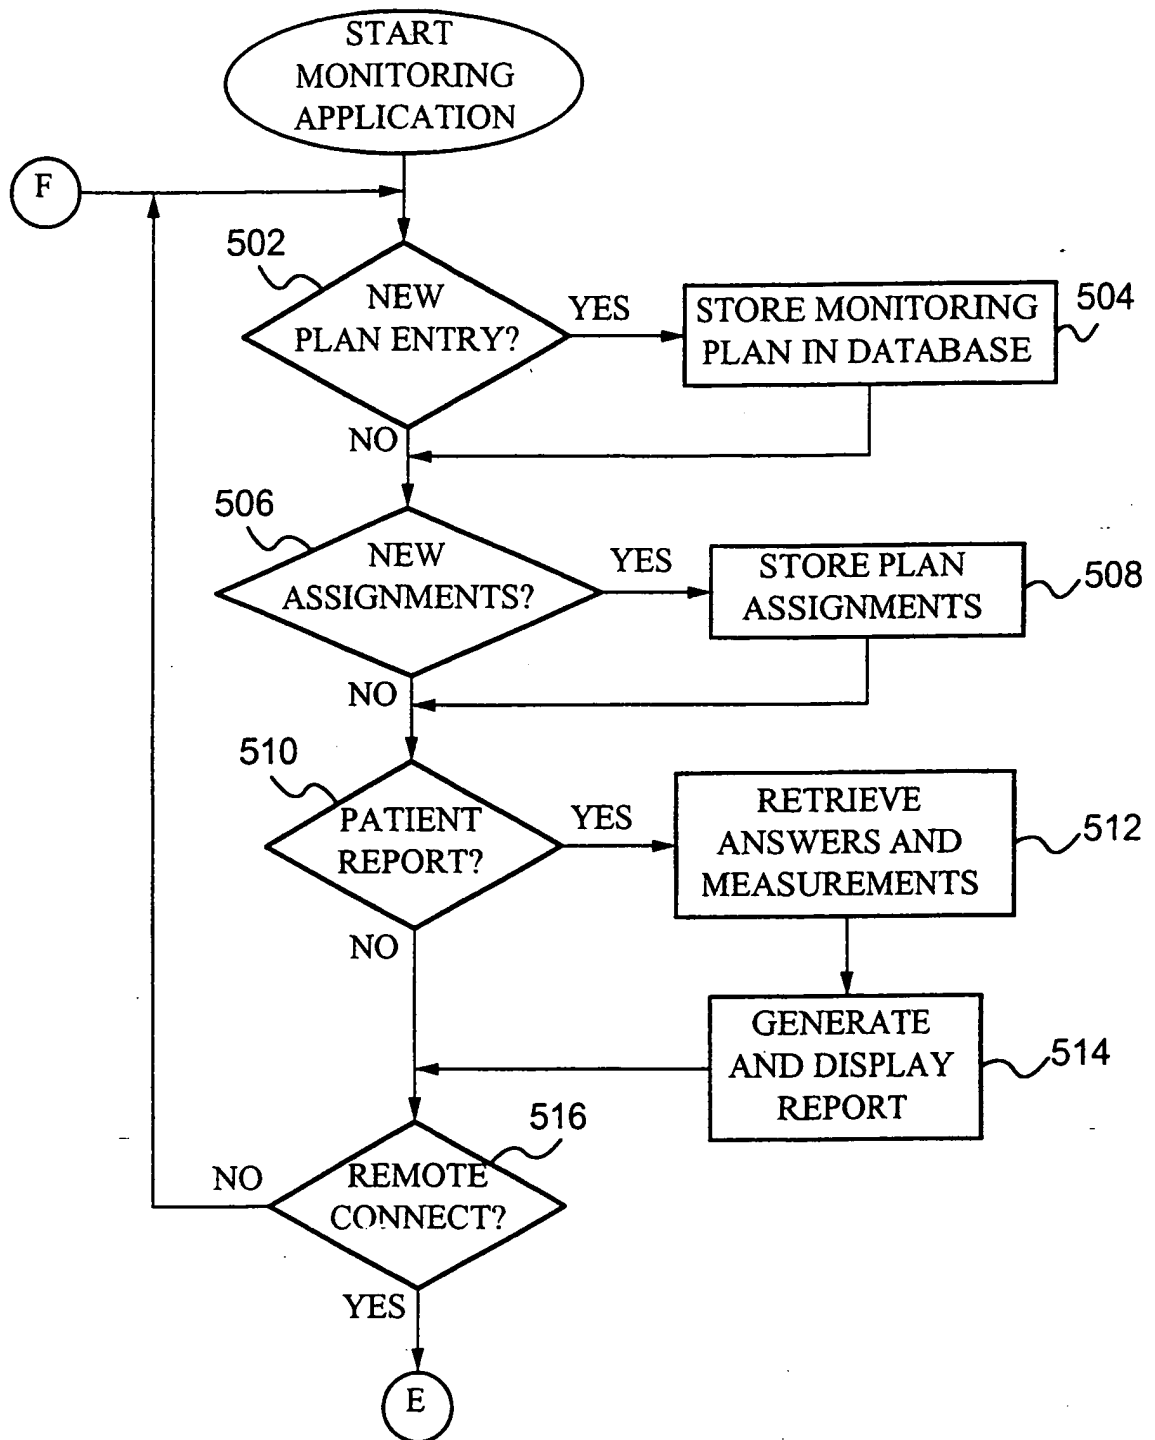 START
MONITORING
APPLICATION
F
502
NEW
PLAN ENTRY?
YES
STORE MONITORING
PLAN IN DATABASE
504
NO
506
NEW
ASSIGNMENTS?
YES
STORE PLAN
ASSIGNMENTS
508
NO
510
PATIENT
REPORT?
YES
RETRIEVE
ANSWERS AND
MEASUREMENTS
512
NO
GENERATE
AND DISPLAY
REPORT
514
516
REMOTE
CONNECT?
NO
YES
E